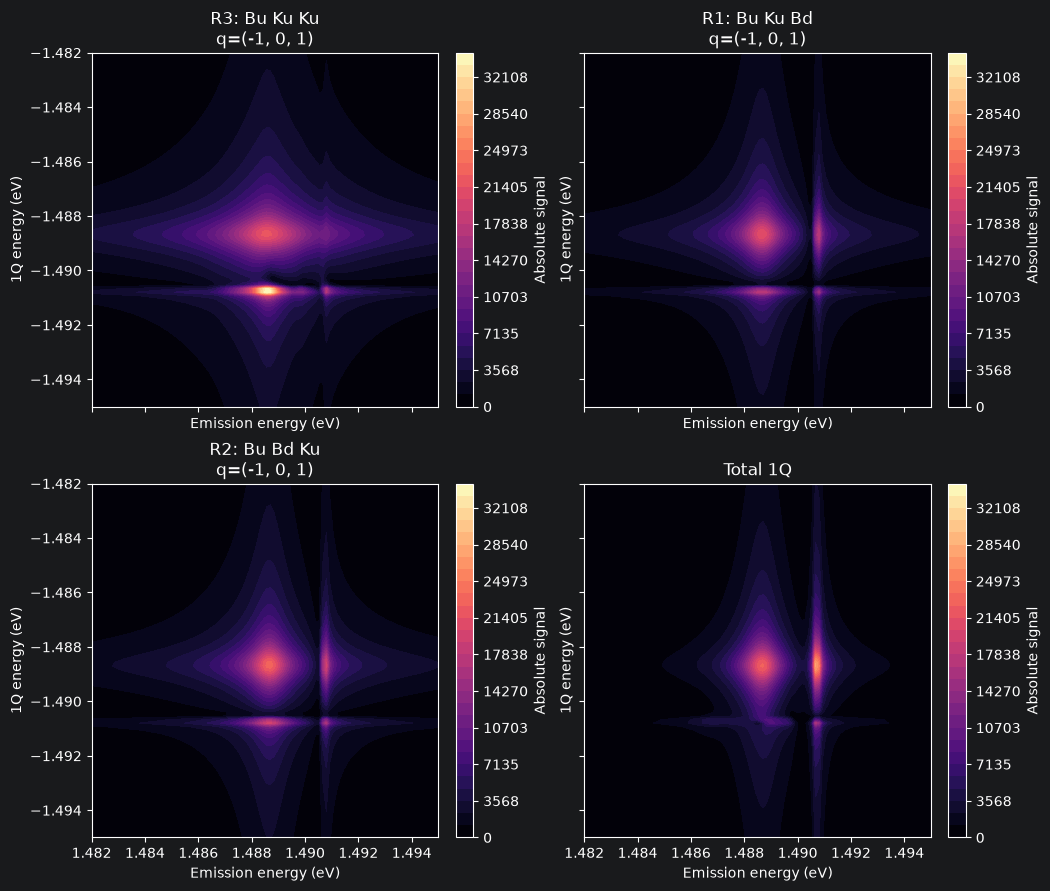 R3: Bu Ku Ku
q=(-1, 0, 1)
R1: Bu Ku Bd
q=(-1, 0, 1)
−1.482
−1.484
−1.486
−1.488
−1.490
−1.492
−1.494
1Q energy (eV)
Emission energy (eV)
32108
28540
24973
21405
17838
14270
10703
7135
3568
0
Absolute signal
1Q energy (eV)
Emission energy (eV)
32108
28540
24973
21405
17838
14270
10703
7135
3568
0
Absolute signal
R2: Bu Bd Ku
q=(-1, 0, 1)
Total 1Q
−1.482
−1.484
−1.486
−1.488
−1.490
−1.492
−1.494
1Q energy (eV)
1.482 1.484 1.486 1.488 1.490 1.492 1.494
Emission energy (eV)
32108
28540
24973
21405
17838
14270
10703
7135
3568
0
Absolute signal
1Q energy (eV)
1.482 1.484 1.486 1.488 1.490 1.492 1.494
Emission energy (eV)
32108
28540
24973
21405
17838
14270
10703
7135
3568
0
Absolute signal